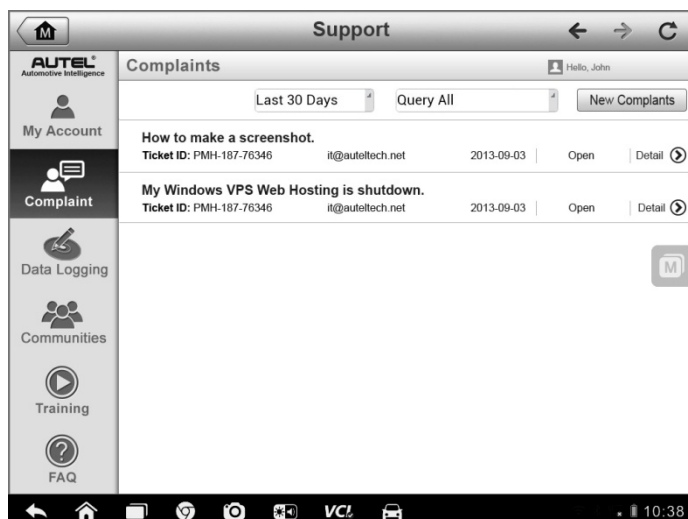 M
Support
AUTEL®
Automotive Intelligence
Complaints
Hello, John
Last 30 Days
Query All
New Complants
My Account
Complaint
Data Logging
Communities
Training
?
FAQ
How to make a screenshot.
Ticket ID: PMH-187-76346 it@auteltech.net 2013-09-03 Open Detail
My Windows VPS Web Hosting is shutdown.
Ticket ID: PMH-187-76346 it@auteltech.net 2013-09-03 Open Detail
M
VCI
10:38